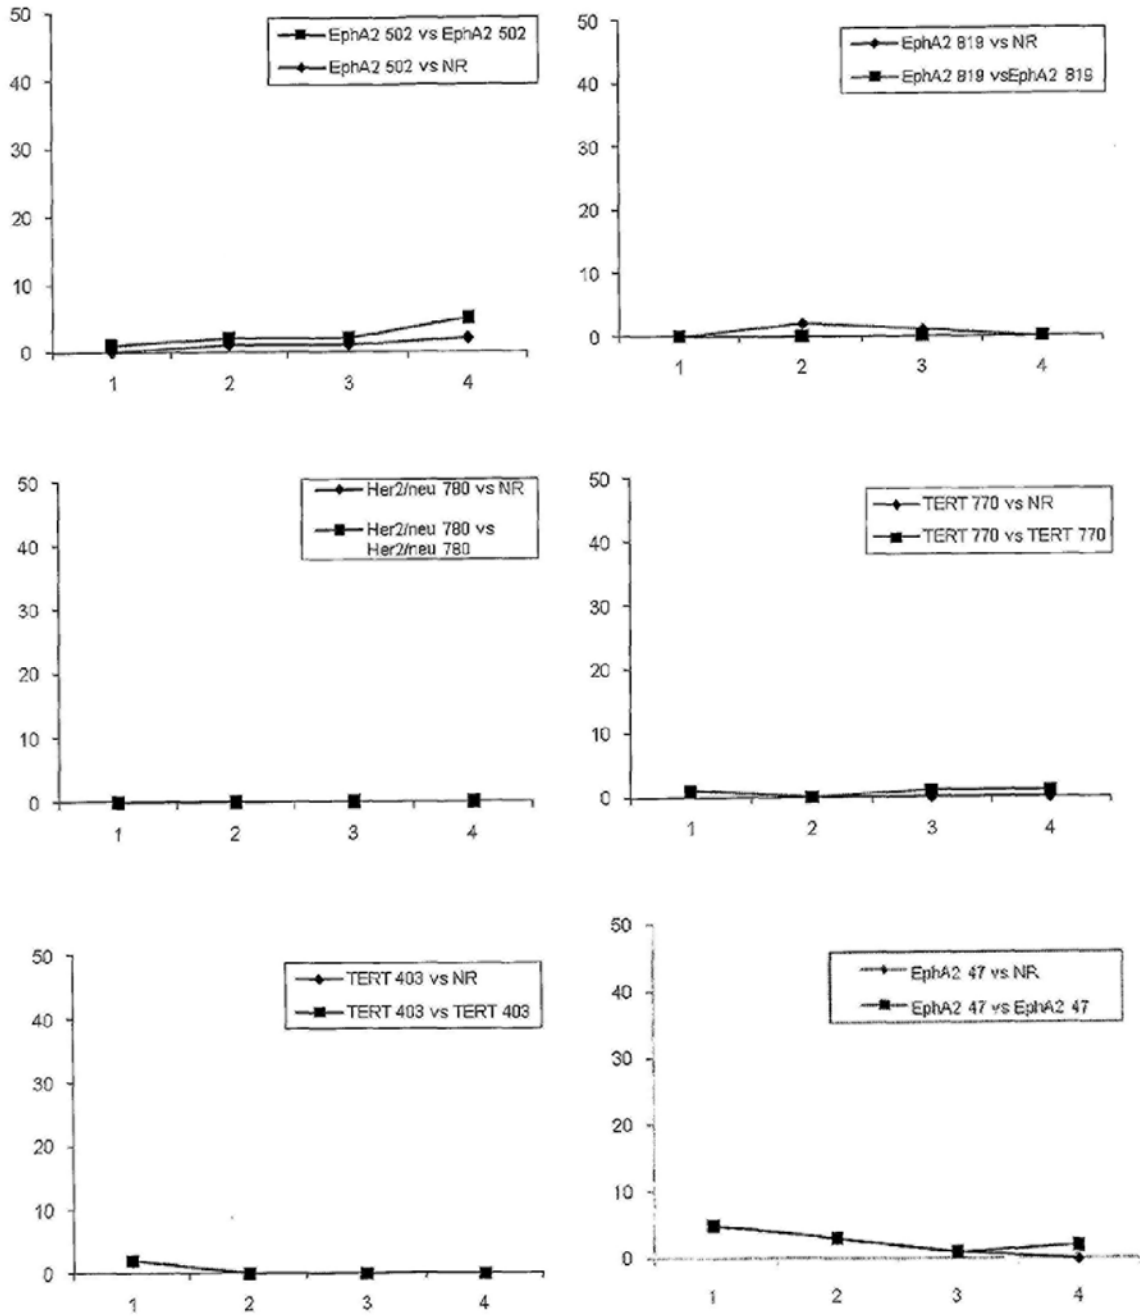 50
40
30
20
10
0
1 2 3 4
EphA2 502 vs EphA2 502
EphA2 502 vs NR
50
40
30
20
10
0
1 2 3 4
EphA2 819 vs NR
EphA2 819 vsEphA2 819
50
40
30
20
10
0
1 2 3 4
Her2/neu 780 vs NR
Her2/neu 780 vs
Her2/neu 780
50
40
30
20
10
0
1 2 3 4
TERT 770 vs NR
TERT 770 vs TERT 770
50
40
30
20
10
0
1 2 3 4
TERT 403 vs NR
TERT 403 vs TERT 403
50
40
30
20
10
0
1 2 3 4
EphA2 47 vs NR
EphA2 47 vs EphA2 47